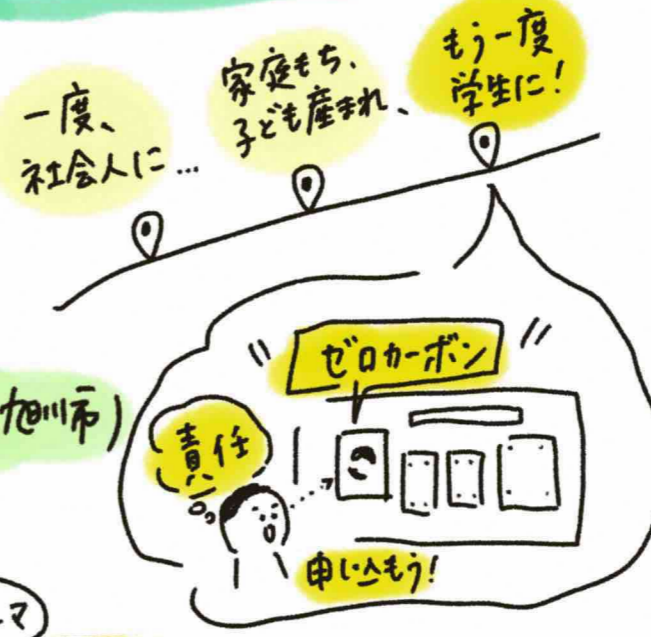 一度、
社会人に…
家庭もち、
子ども産まれ、
もう一度
学生に！
ゼロカーボン
旭川市)
責任
申し込もう!
マ